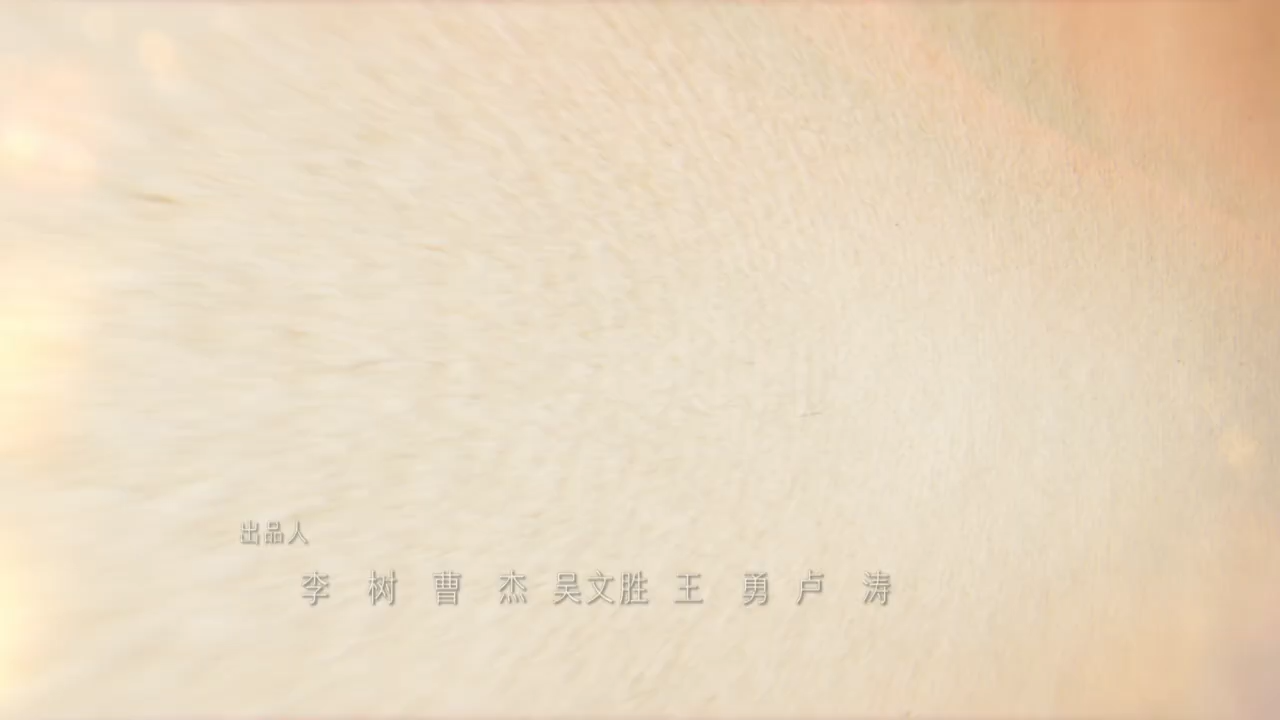 出品人
李 树 曹 杰 吴文胜 王 勇 卢 涛